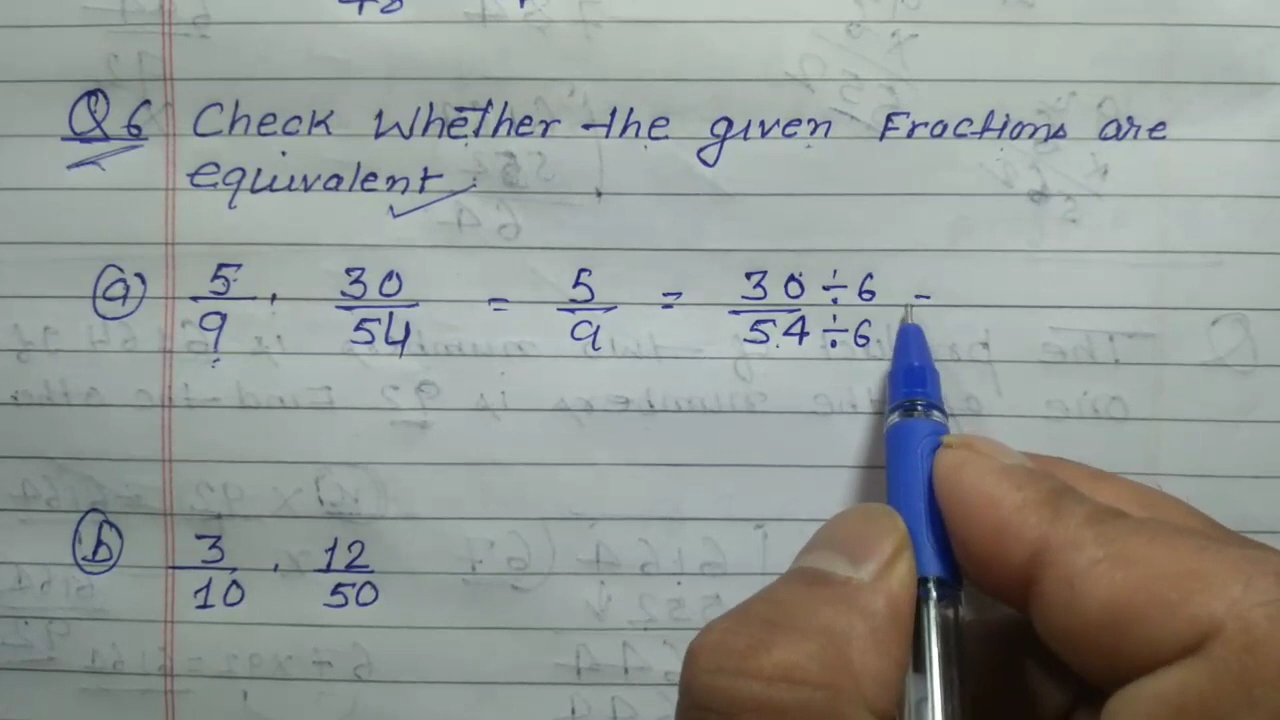 Q6 Check Whether the given Fractions are
equivalent.
(a) 5/9, 30/54 = 5/9 = 30÷6/54÷6 =
(b) 3/10, 12/50